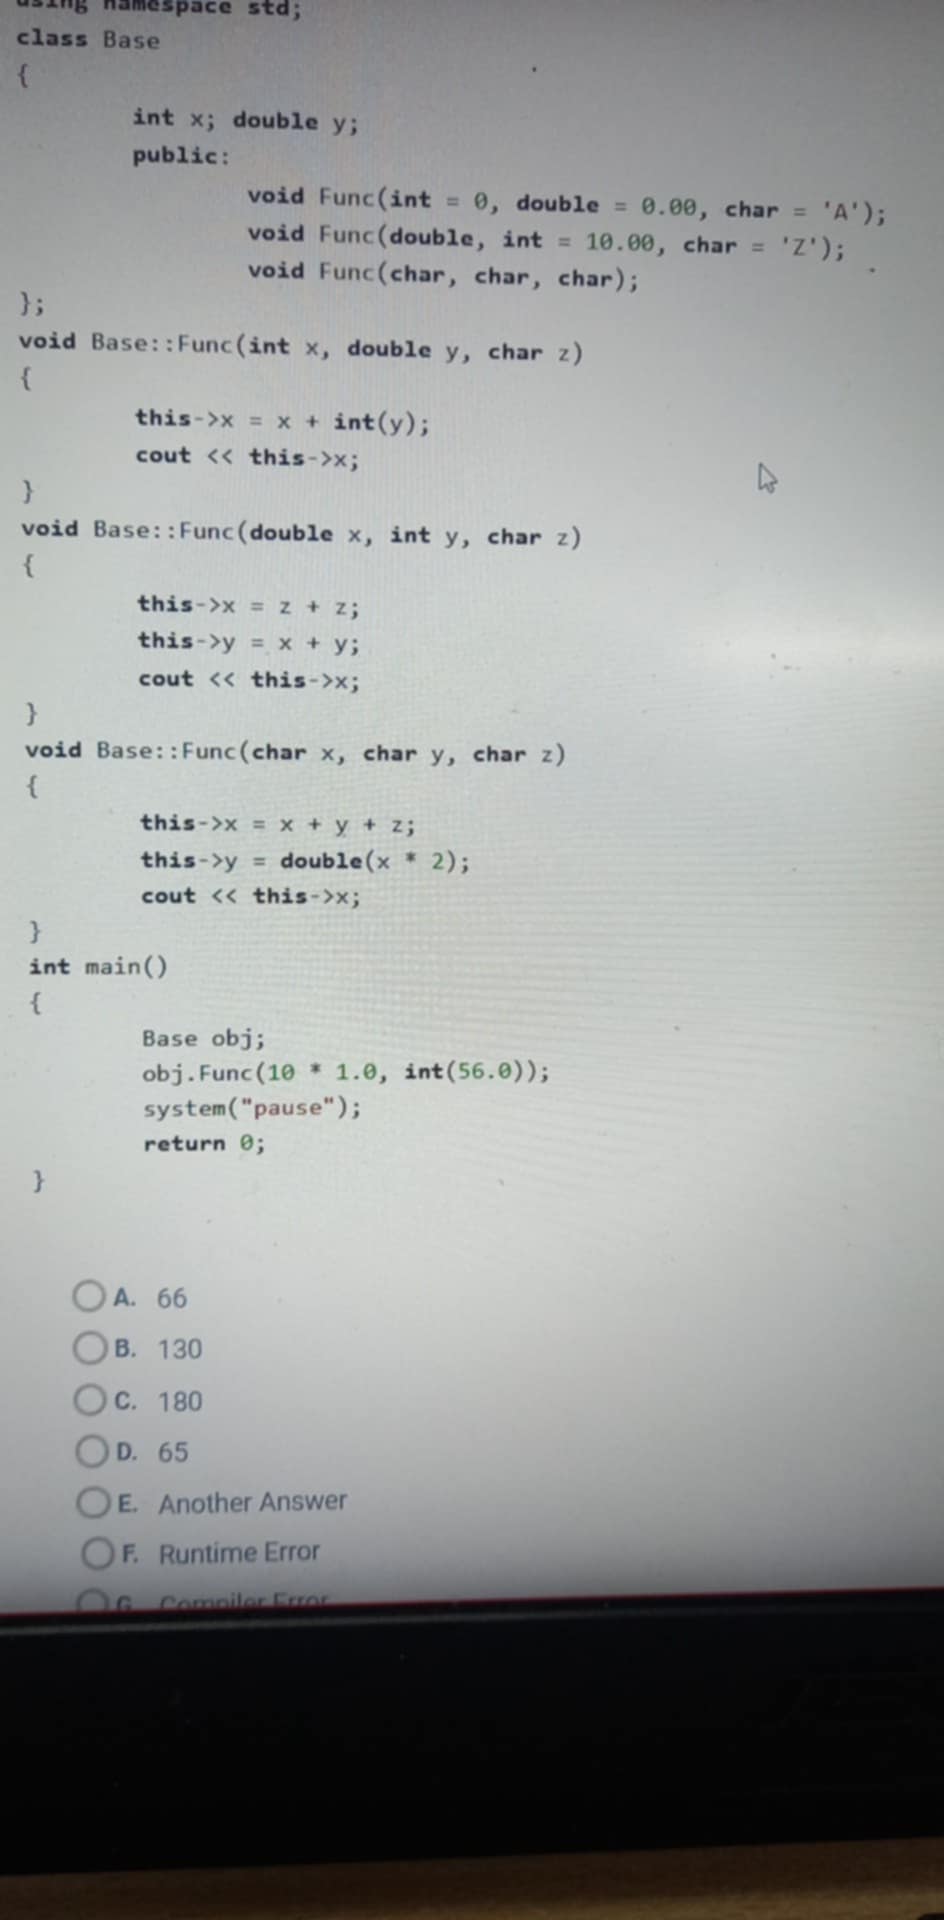 using namespace std;
class Base
{
int x; double y;
public:
void Func(int = 0, double = 0.00, char = 'A');
void Func(double, int = 10.00, char = 'Z');
void Func(char, char, char);
};
void Base::Func(int x, double y, char z)
{
this->x = x + int(y);
cout << this->x;
}
void Base::Func(double x, int y, char z)
{
this->x = z + z;
this->y = x + y;
cout << this->x;
}
void Base::Func(char x, char y, char z)
{
this->x = x + y + z;
this->y = double(x * 2);
cout << this->x;
}
int main()
{
Base obj;
obj.Func(10 * 1.0, int(56.0));
system("pause");
return 0;
}
A. 66
B. 130
C. 180
D. 65
E. Another Answer
F. Runtime Error
G. Compiler Error